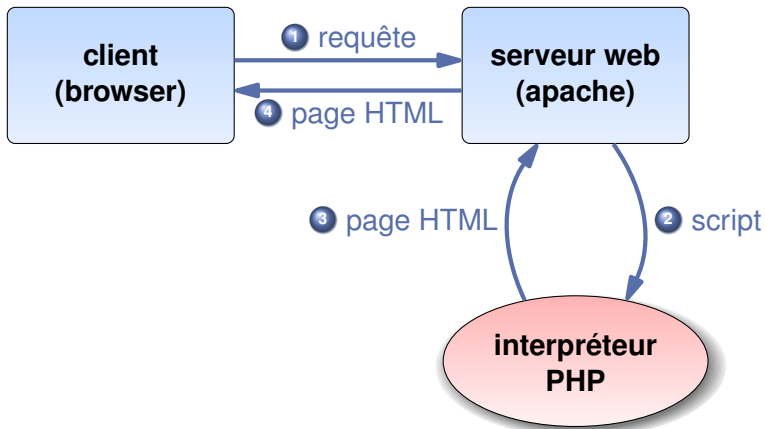 client
(browser)
1 requête
serveur web
(apache)
4 page HTML
3 page HTML
2 script
interpréteur
PHP